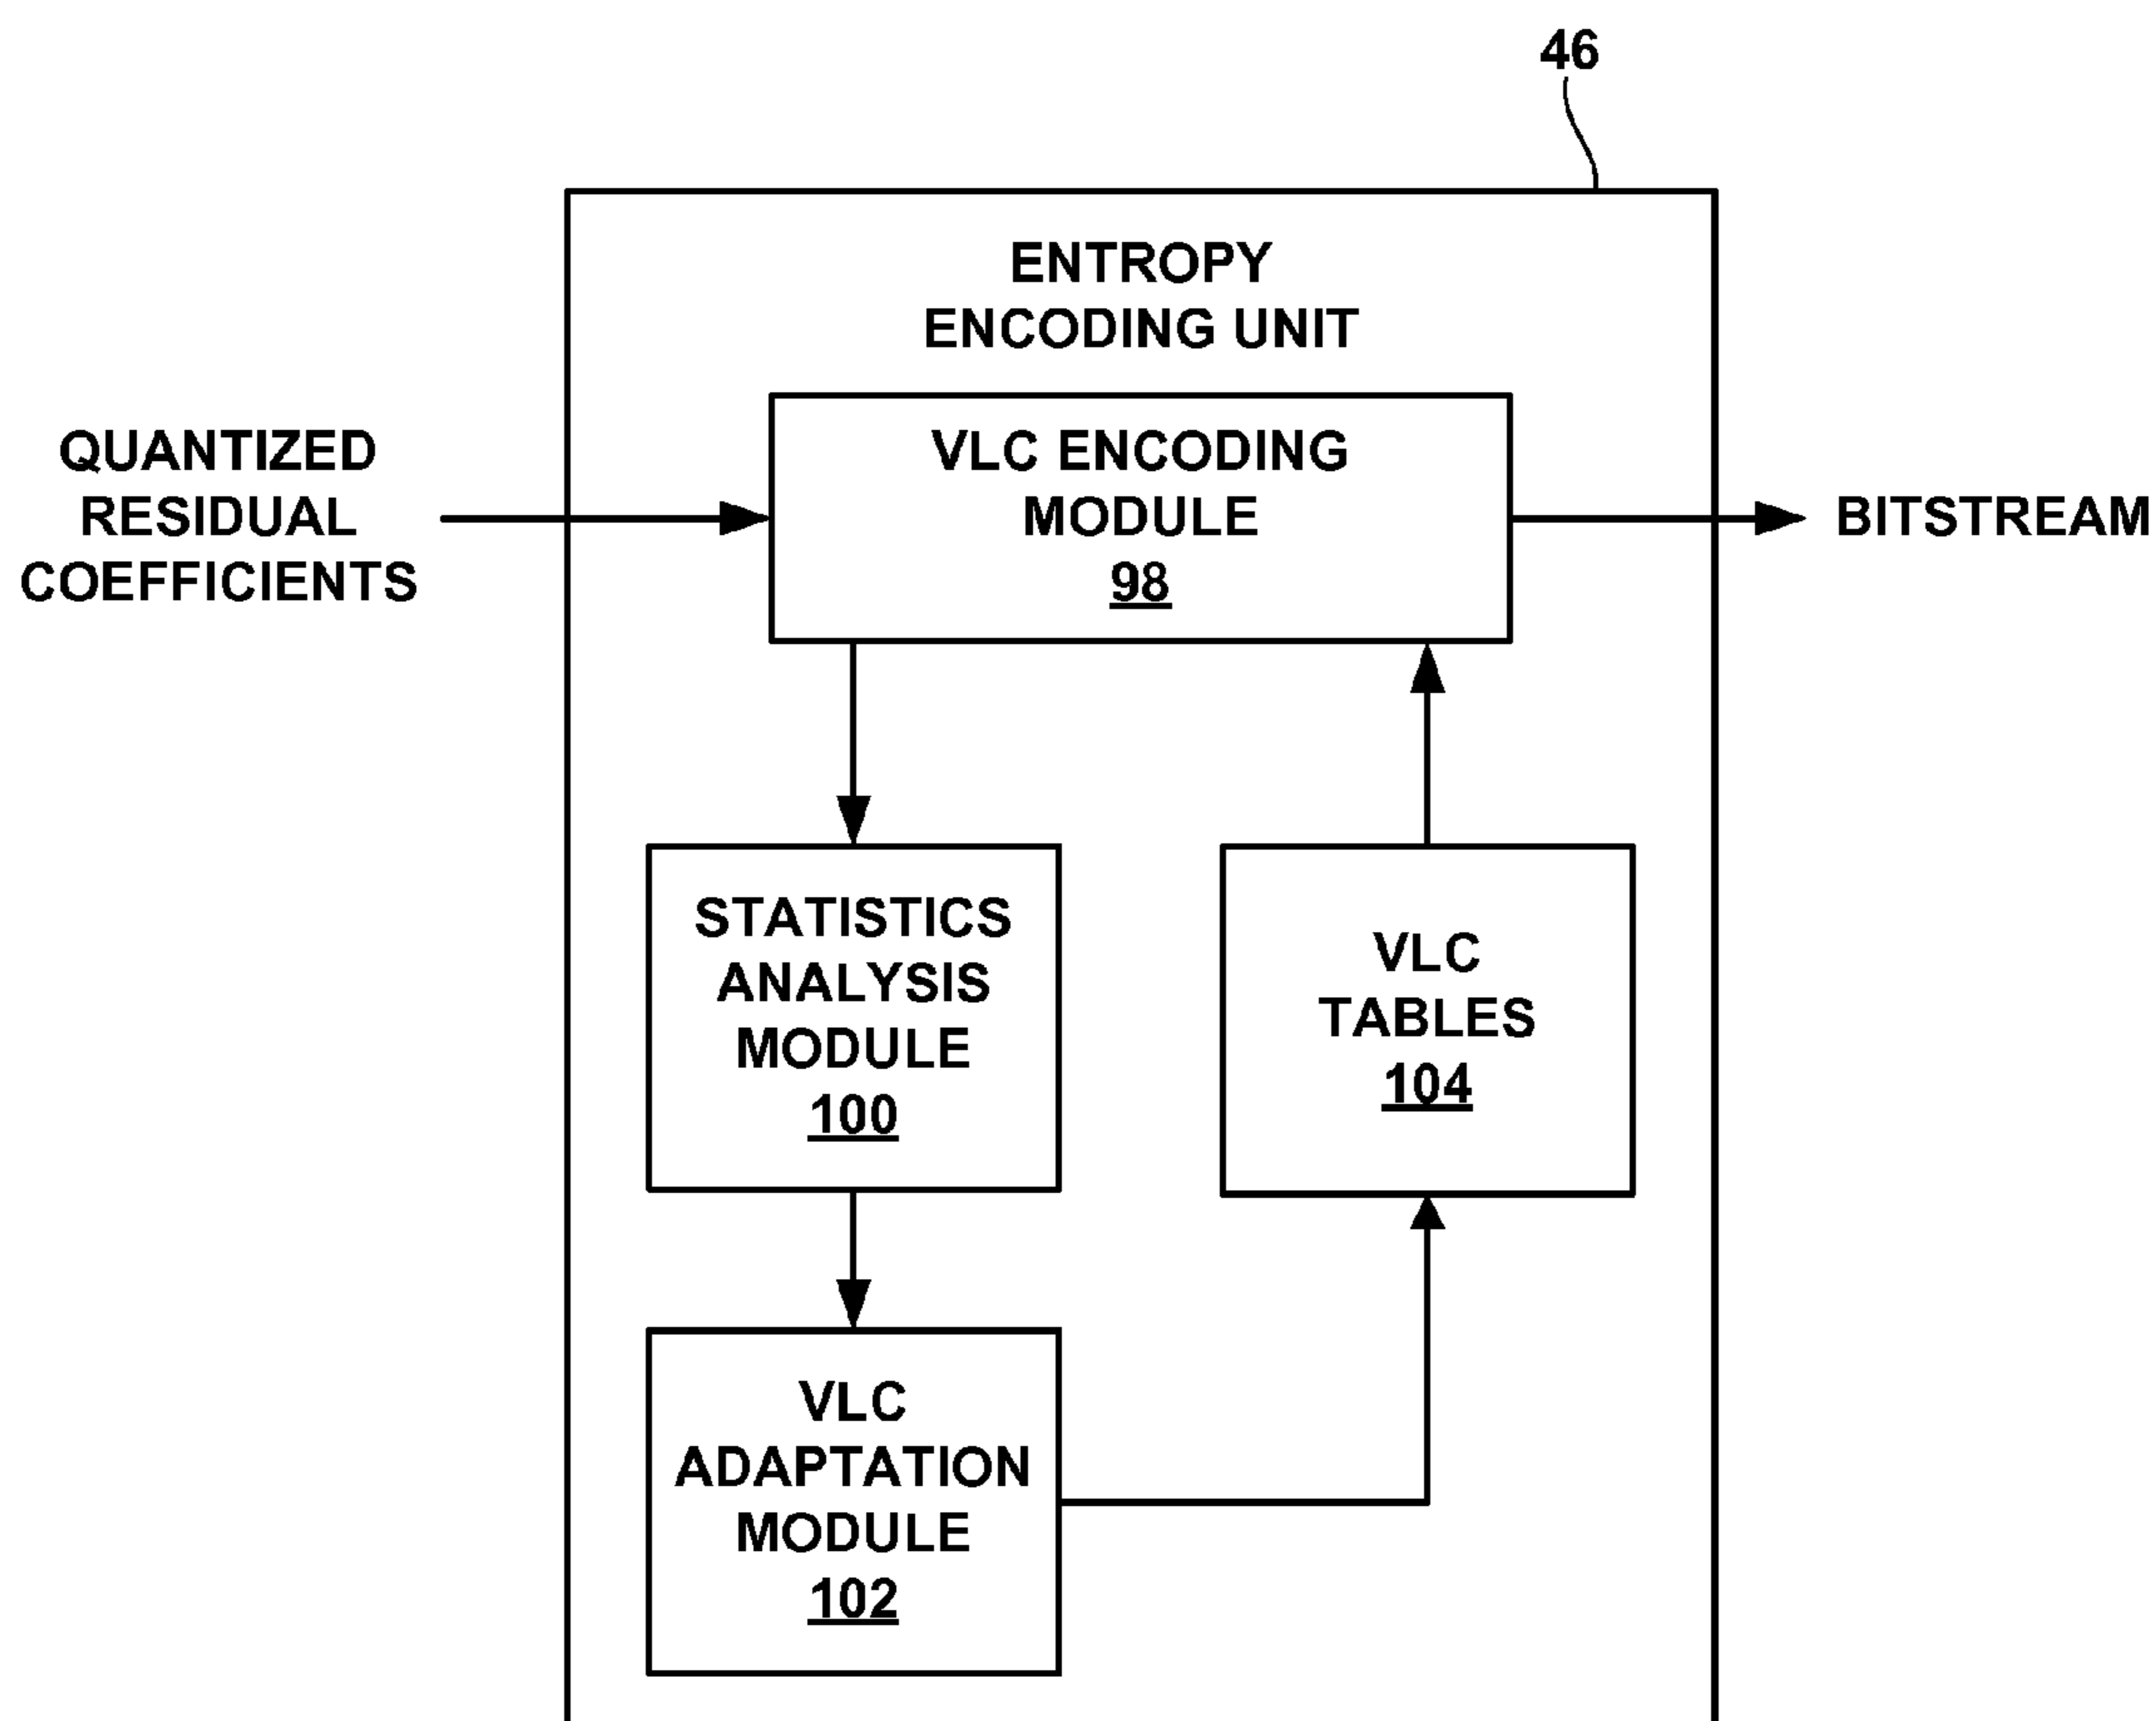 46
ENTROPY
ENCODING UNIT
QUANTIZED
RESIDUAL
COEFFICIENTS
VLC ENCODING
MODULE
98
BITSTREAM
STATISTICS
ANALYSIS
MODULE
100
VLC
TABLES
104
VLC
ADAPTATION
MODULE
102